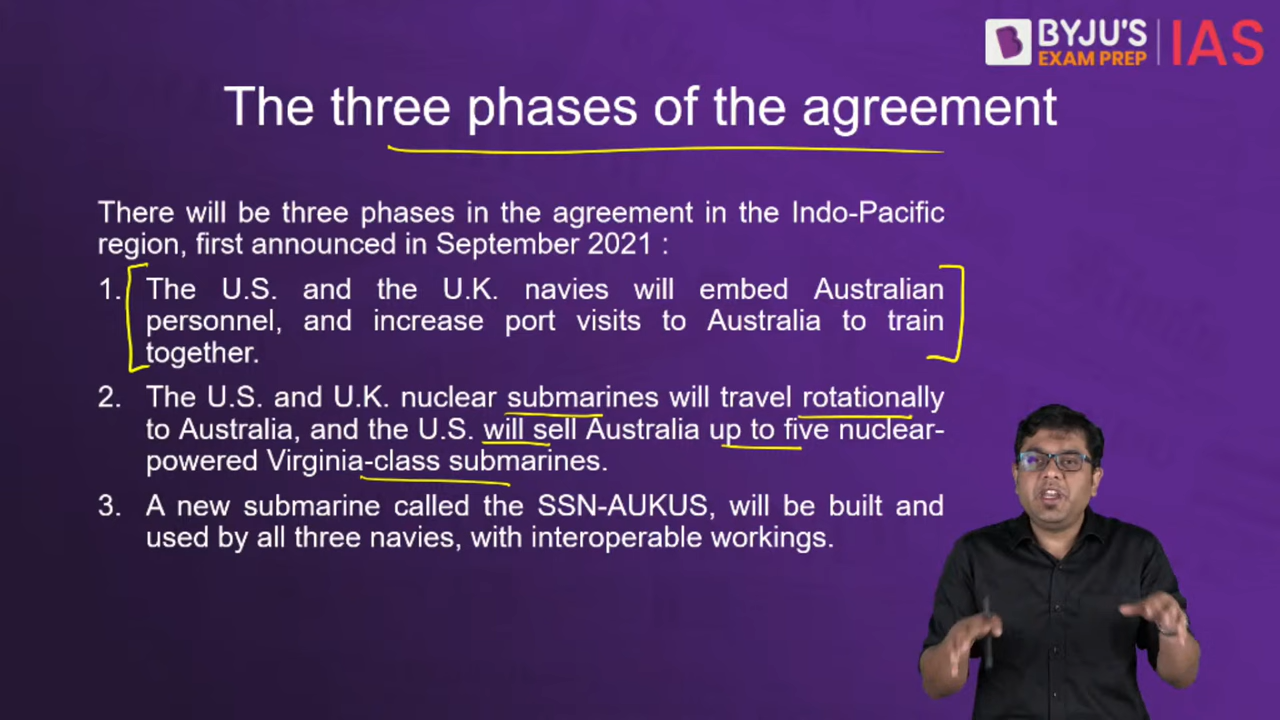 BYJU'S IAS
EXAM PREP
The three phases of the agreement
There will be three phases in the agreement in the Indo-Pacific
region, first announced in September 2021 :
1. The U.S. and the U.K. navies will embed Australian
personnel, and increase port visits to Australia to train
together.
2. The U.S. and U.K. nuclear submarines will travel rotationally
to Australia, and the U.S. will sell Australia up to five nuclear-
powered Virginia-class submarines.
3. A new submarine called the SSN-AUKUS, will be built and
used by all three navies, with interoperable workings.